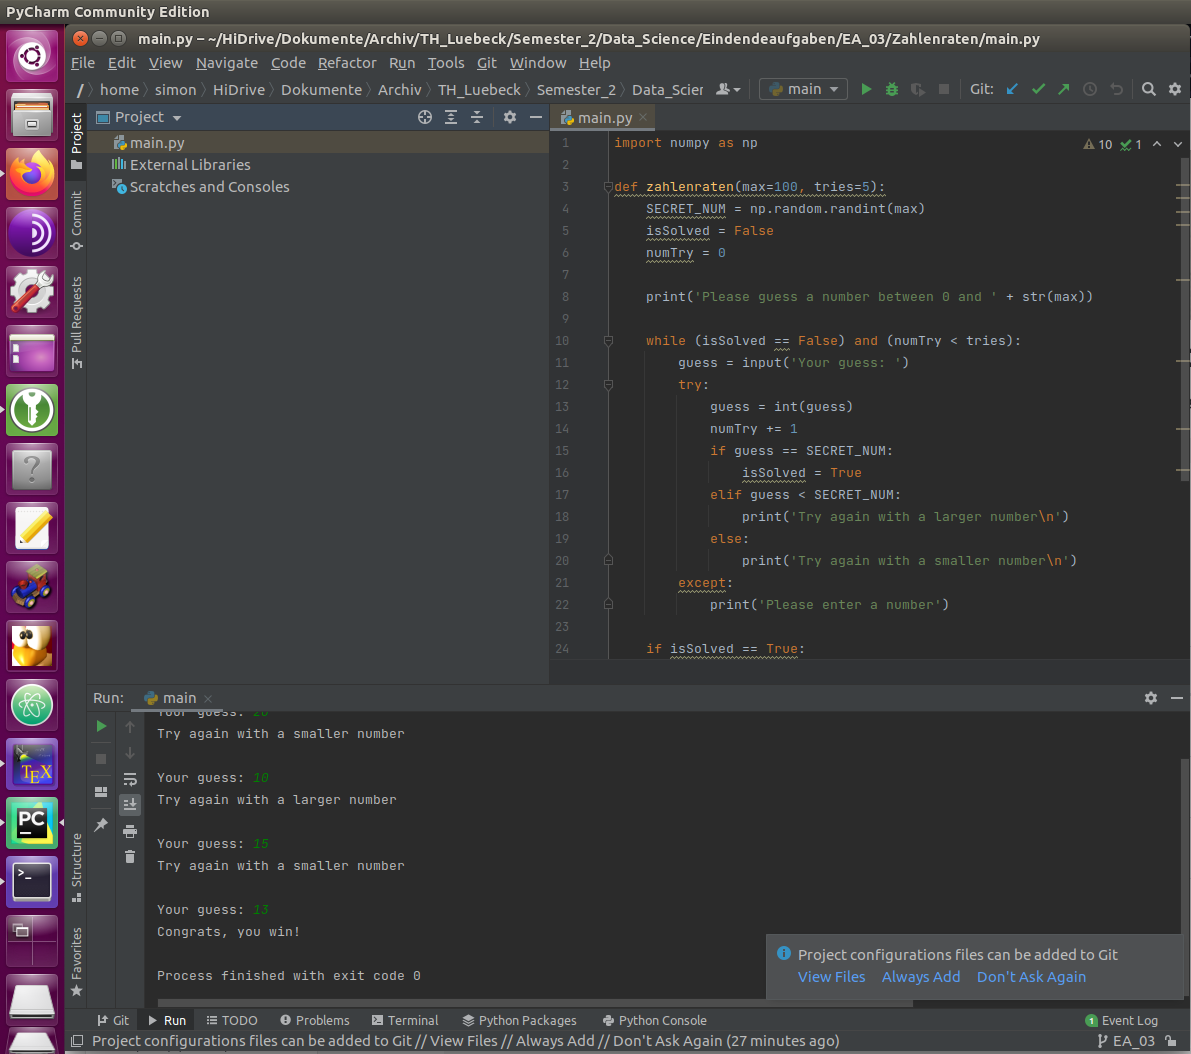 PyCharm Community Edition
main.py – ~/HiDrive/Dokumente/Archiv/TH_Luebeck/Semester_2/Data_Science/Eindendeaufgaben/EA_03/Zahlenraten/main.py
File Edit View Navigate Code Refactor Run Tools Git Window Help
/ home simon HiDrive Dokumente Archiv TH_Luebeck Semester_2 Data_Scier main Git:
Project main.py
Project
Commit
Pull Requests
main.py
External Libraries
Scratches and Consoles
10 1
1 import numpy as np
2
3 def zahlenraten(max=100, tries=5):
4 SECRET_NUM = np.random.randint(max)
5 isSolved = False
6 numTry = 0
7
8 print('Please guess a number between 0 and ' + str(max))
9
10 while (isSolved == False) and (numTry < tries):
11 guess = input('Your guess: ')
12 try:
13 guess = int(guess)
14 numTry += 1
15 if guess == SECRET_NUM:
16 isSolved = True
17 elif guess < SECRET_NUM:
18 print('Try again with a larger number\n')
19 else:
20 print('Try again with a smaller number\n')
21 except:
22 print('Please enter a number')
23
24 if isSolved == True:
Run: main
Your guess: 20
Try again with a smaller number
Your guess: 10
Try again with a larger number
Your guess: 15
Try again with a smaller number
Your guess: 13
Congrats, you win!
Process finished with exit code 0
Structure
Favorites
TEX
PC
>_
Project configurations files can be added to Git
View Files Always Add Don't Ask Again
Git Run TODO Problems Terminal Python Packages Python Console 1 Event Log
Project configurations files can be added to Git // View Files // Always Add // Don't Ask Again (27 minutes ago) EA_03